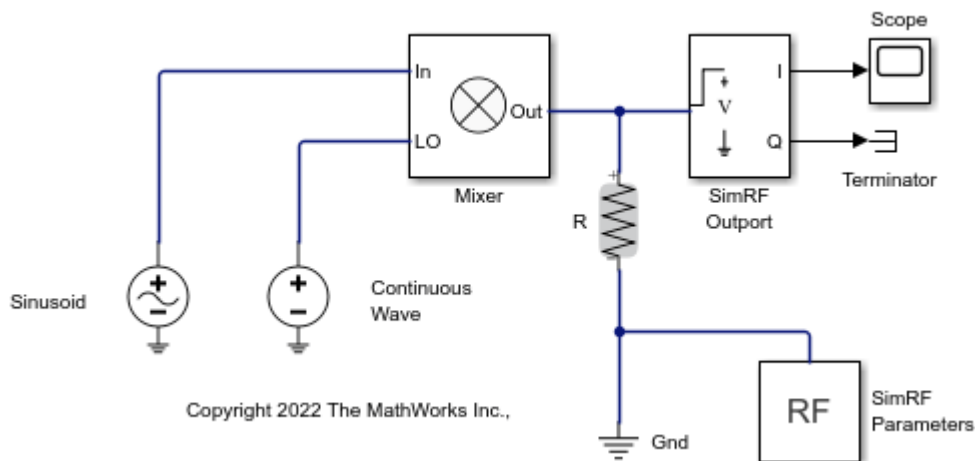 Scope
In
Out
LO
Mixer
+
V
I
Q
SimRF
Outport
Terminator
+
R
Sinusoid
+
−
+
−
Continuous
Wave
Copyright 2022 The MathWorks Inc.,
Gnd
RF
SimRF
Parameters